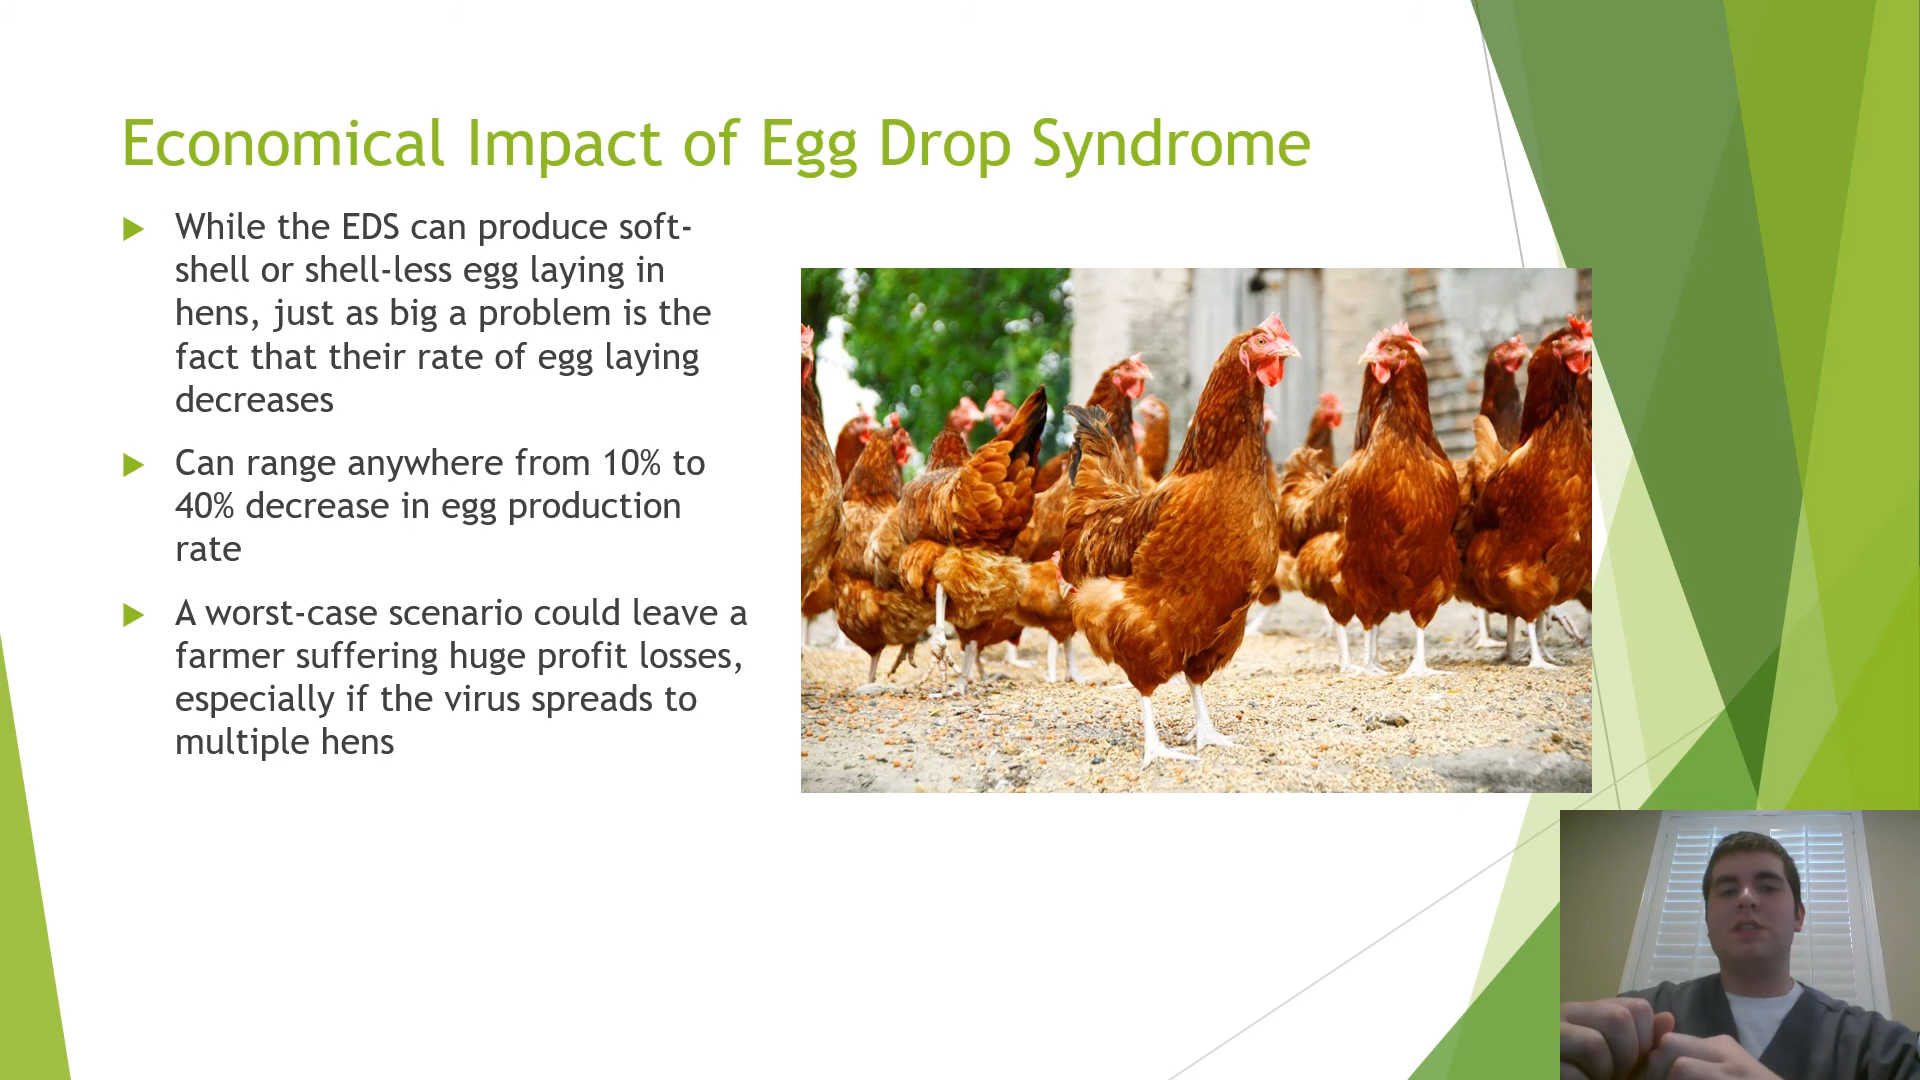 Economical Impact of Egg Drop Syndrome
While the EDS can produce soft-
shell or shell-less egg laying in
hens, just as big a problem is the
fact that their rate of egg laying
decreases
Can range anywhere from 10% to
40% decrease in egg production
rate
A worst-case scenario could leave a
farmer suffering huge profit losses,
especially if the virus spreads to
multiple hens